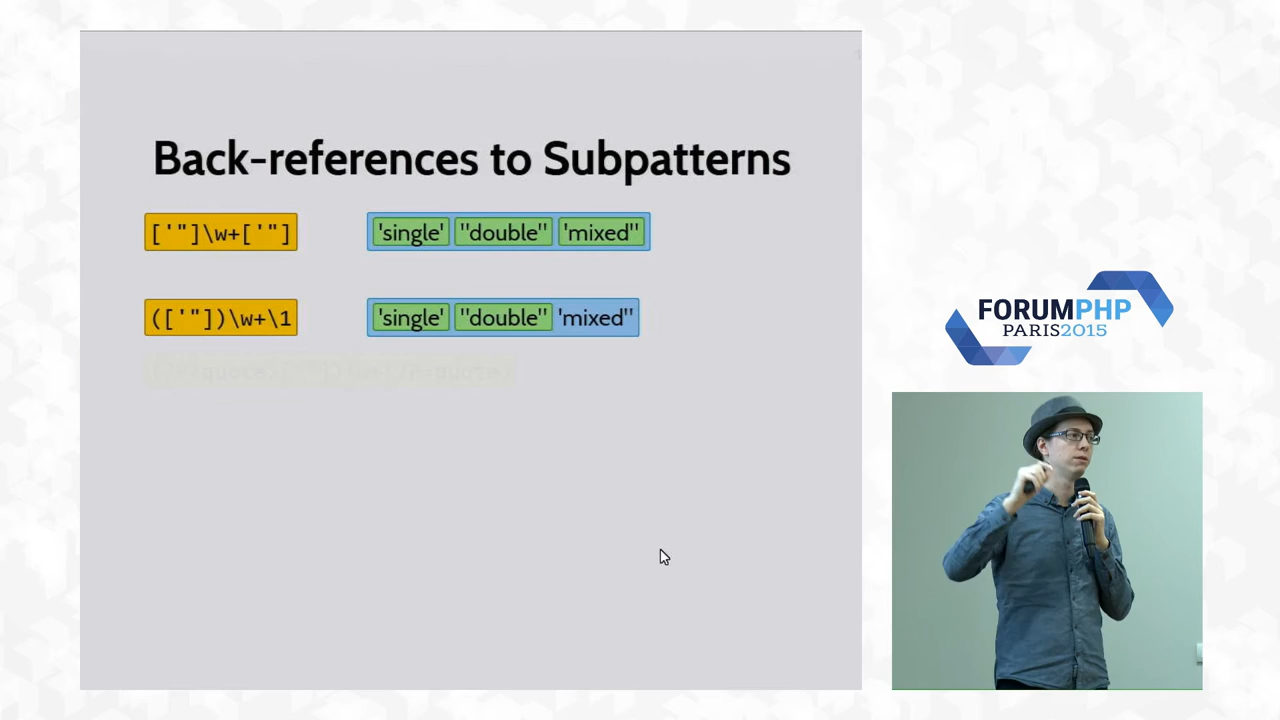 Back-references to Subpatterns
['"]\w+['"] 'single' "double" 'mixed"
(['"])\w+\1 'single' "double" 'mixed"
FORUMPHP
PARIS2015